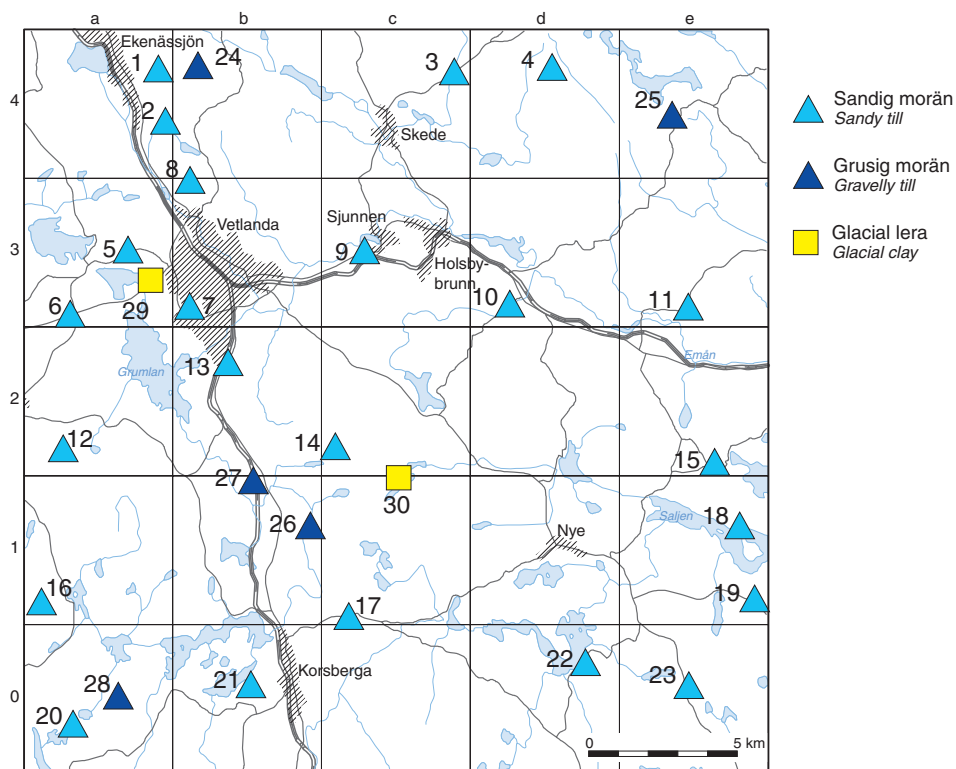 a b c d e
Ekenässjön
1 24 3 4
4
25
2
Skede
8
Vetlanda
Sjunnen
3
5 9
Holsby-
brunn
29
6 7 10 11
13
Emån
Grumlan
2
12 14
15
27
30
26
Saljen
18
Nye
1
16 17 19
22
Korsberga
21 23
28
0
20
0 5 km
Sandig morän
Sandy till
Grusig morän
Gravelly till
Glacial lera
Glacial clay